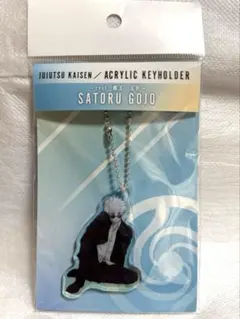 JUJUTSU KAISEN / ACRYLIC KEYHOLDER
SATORU GOJO